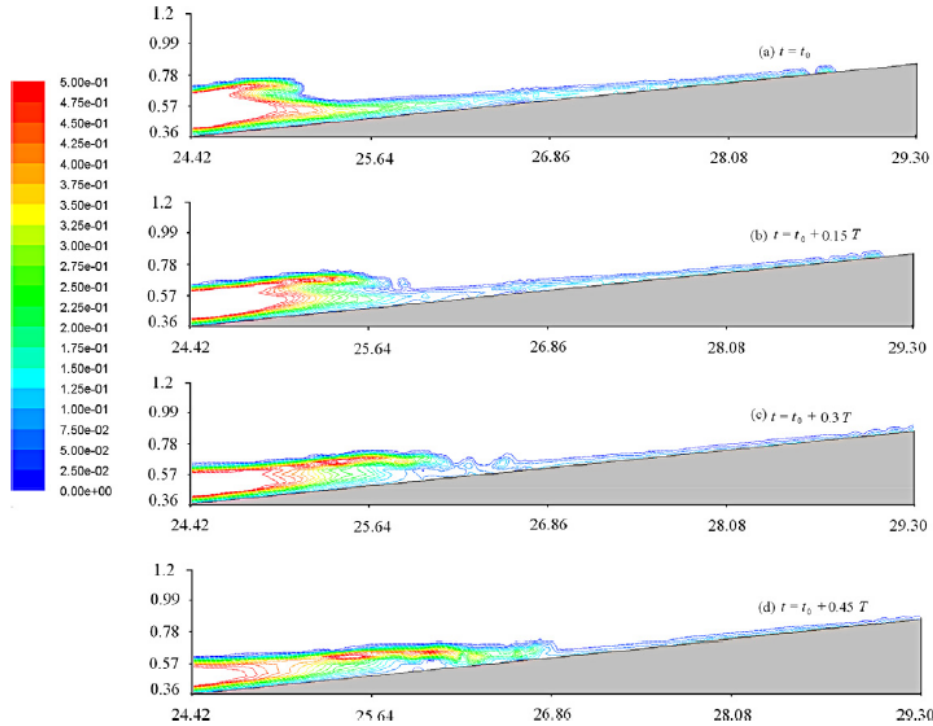 5.00e-01
4.75e-01
4.50e-01
4.25e-01
4.00e-01
3.75e-01
3.50e-01
3.25e-01
3.00e-01
2.75e-01
2.50e-01
2.25e-01
2.00e-01
1.75e-01
1.50e-01
1.25e-01
1.00e-01
7.50e-02
5.00e-02
2.50e-02
0.00e+00
1.2
0.99
0.78
0.57
0.36
(a) t = t₀
24.42 25.64 26.86 28.08 29.30
1.2
0.99
0.78
0.57
0.36
(b) t = t₀ + 0.15 T
24.42 25.64 26.86 28.08 29.30
1.2
0.99
0.78
0.57
0.36
(c) t = t₀ + 0.3 T
24.42 25.64 26.86 28.08 29.30
1.2
0.99
0.78
0.57
0.36
(d) t = t₀ + 0.45 T
24.42 25.64 26.86 28.08 29.30